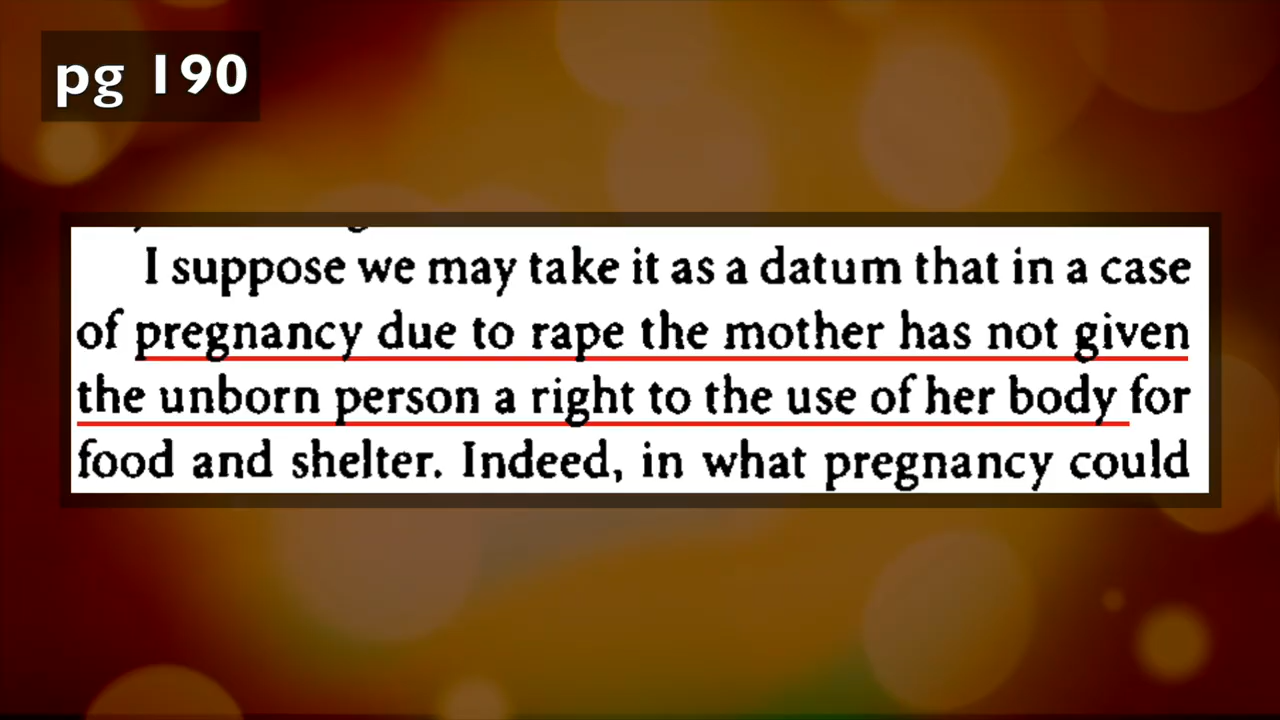 pg 190
I suppose we may take it as a datum that in a case
of pregnancy due to rape the mother has not given
the unborn person a right to the use of her body for
food and shelter. Indeed, in what pregnancy could